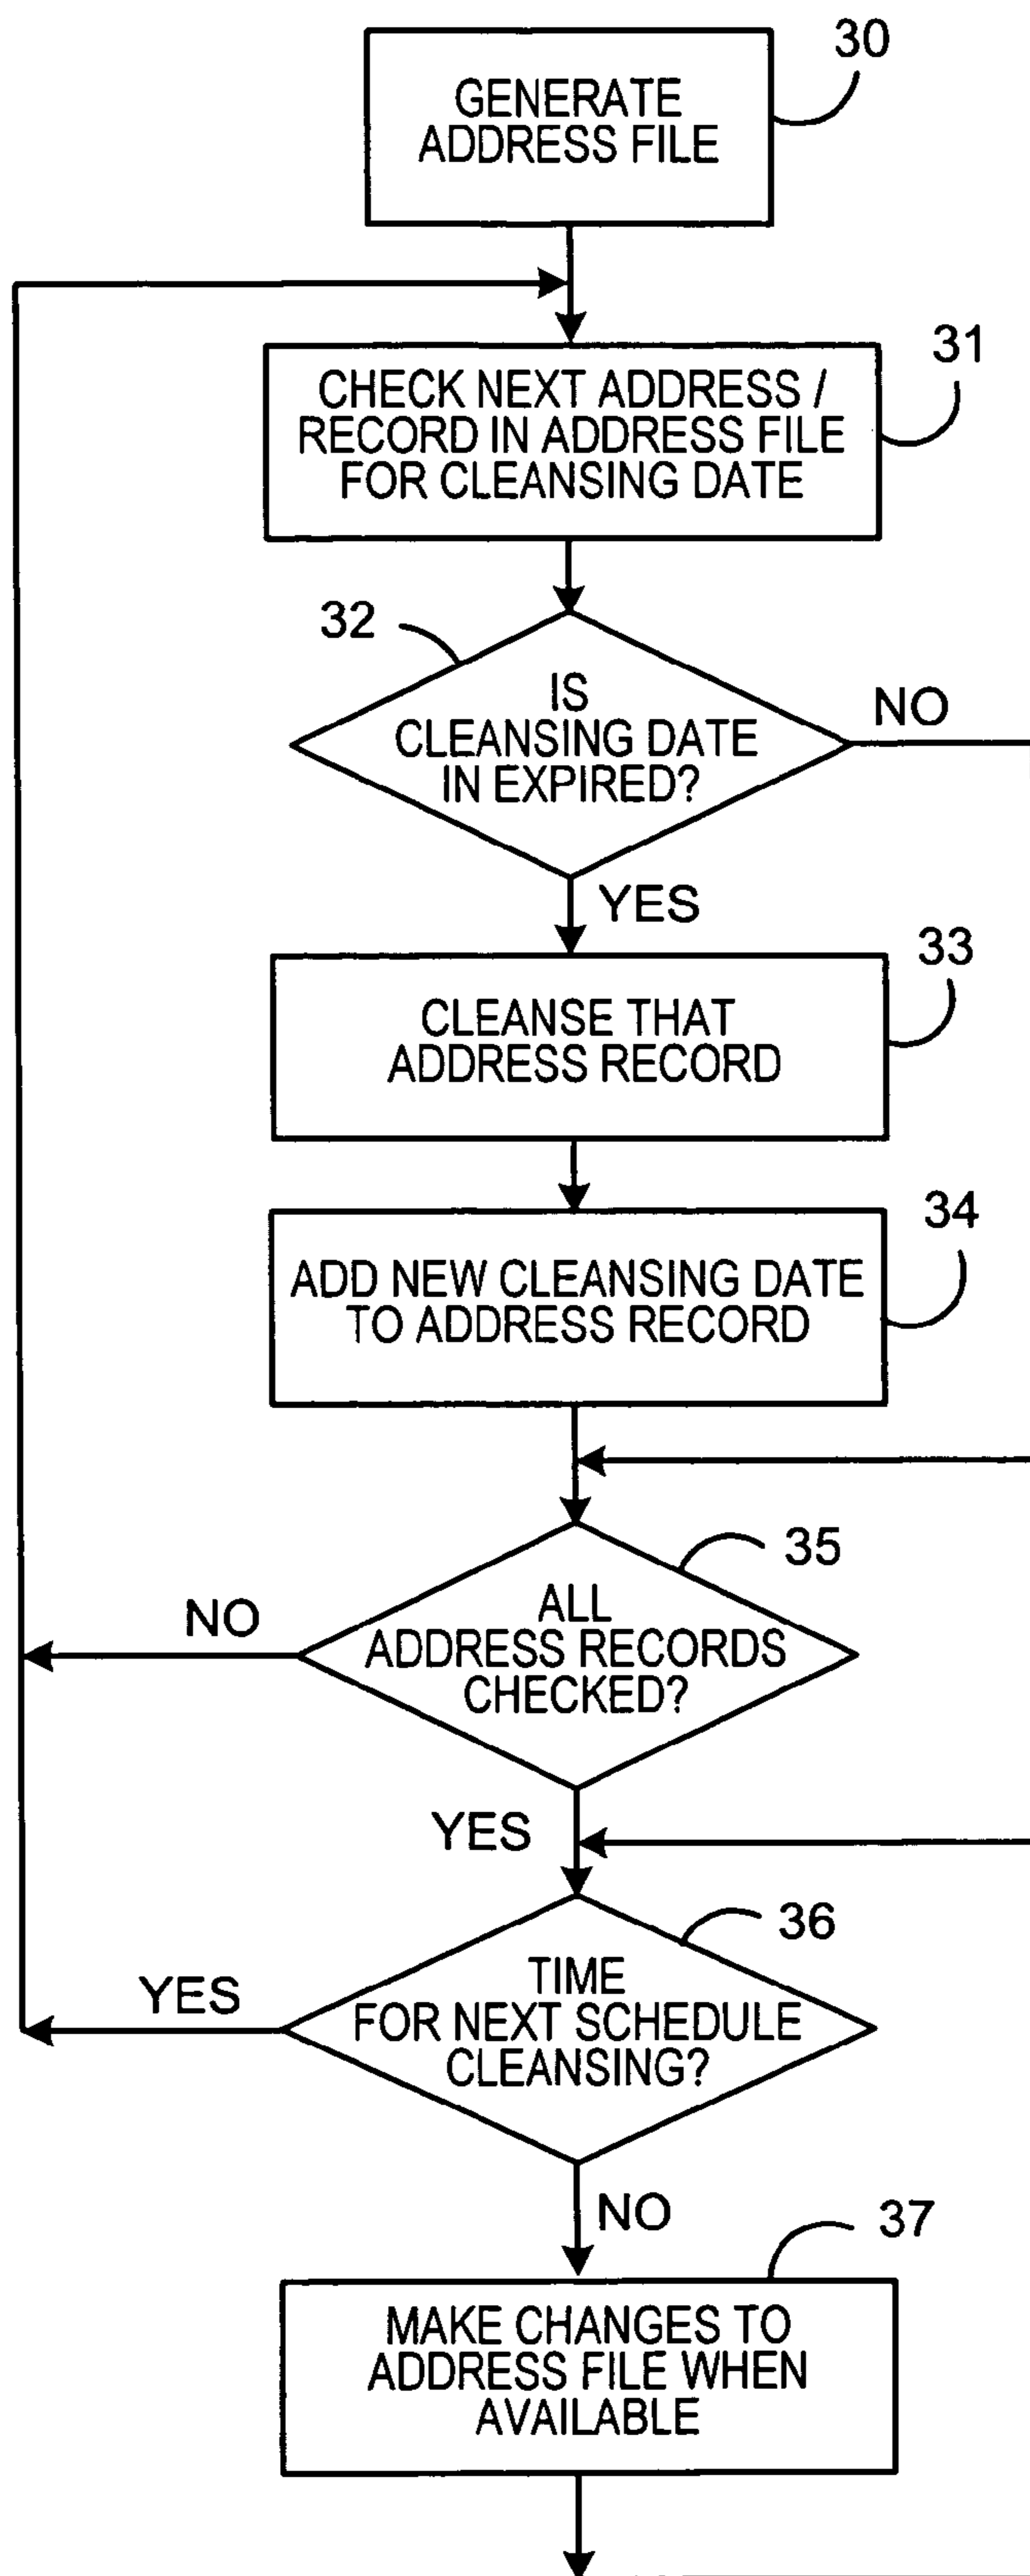 30
GENERATE
ADDRESS FILE
31
CHECK NEXT ADDRESS /
RECORD IN ADDRESS FILE
FOR CLEANSING DATE
32
IS
CLEANSING DATE
IN EXPIRED?
NO
YES
33
CLEANSE THAT
ADDRESS RECORD
34
ADD NEW CLEANSING DATE
TO ADDRESS RECORD
35
ALL
ADDRESS RECORDS
CHECKED?
NO
YES
36
TIME
FOR NEXT SCHEDULE
CLEANSING?
YES
NO
37
MAKE CHANGES TO
ADDRESS FILE WHEN
AVAILABLE